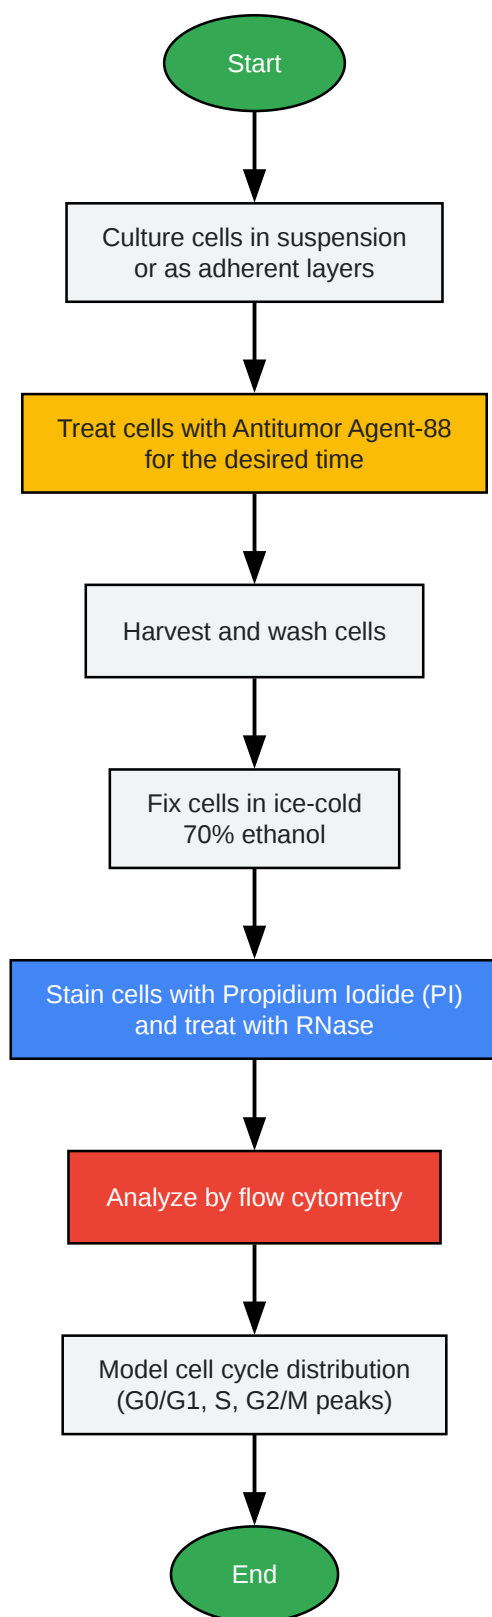 Start
Culture cells in suspension
or as adherent layers
Treat cells with Antitumor Agent-88
for the desired time
Harvest and wash cells
Fix cells in ice-cold
70% ethanol
Stain cells with Propidium Iodide (PI)
and treat with RNase
Analyze by flow cytometry
Model cell cycle distribution
(G0/G1, S, G2/M peaks)
End